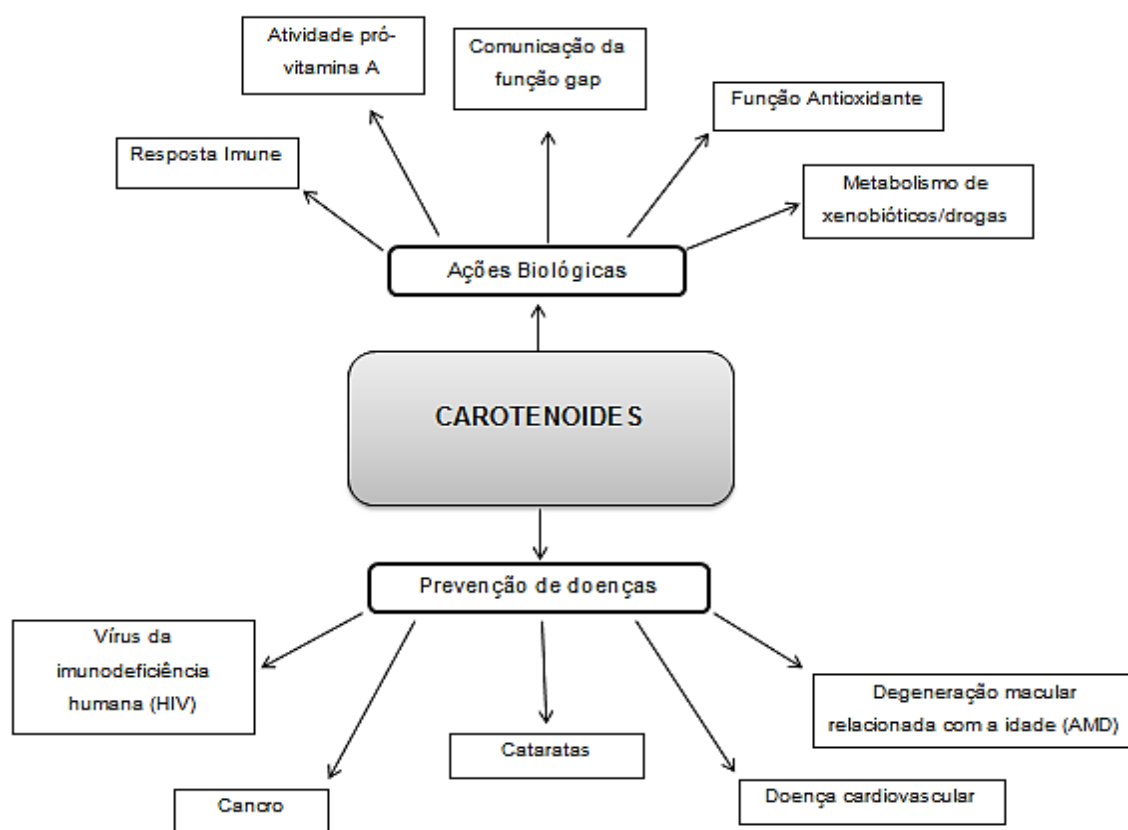 Atividade pró-
vitamina A
Comunicação da
função gap
Função Antioxidante
Resposta Imune
Metabolismo de
xenobióticos/drogas
Ações Biológicas
CAROTENOIDES
Prevenção de doenças
Vírus da
imunodeficiência
humana (HIV)
Degeneração macular
relacionada com a idade (AMD)
Cataratas
Cancro
Doença cardiovascular